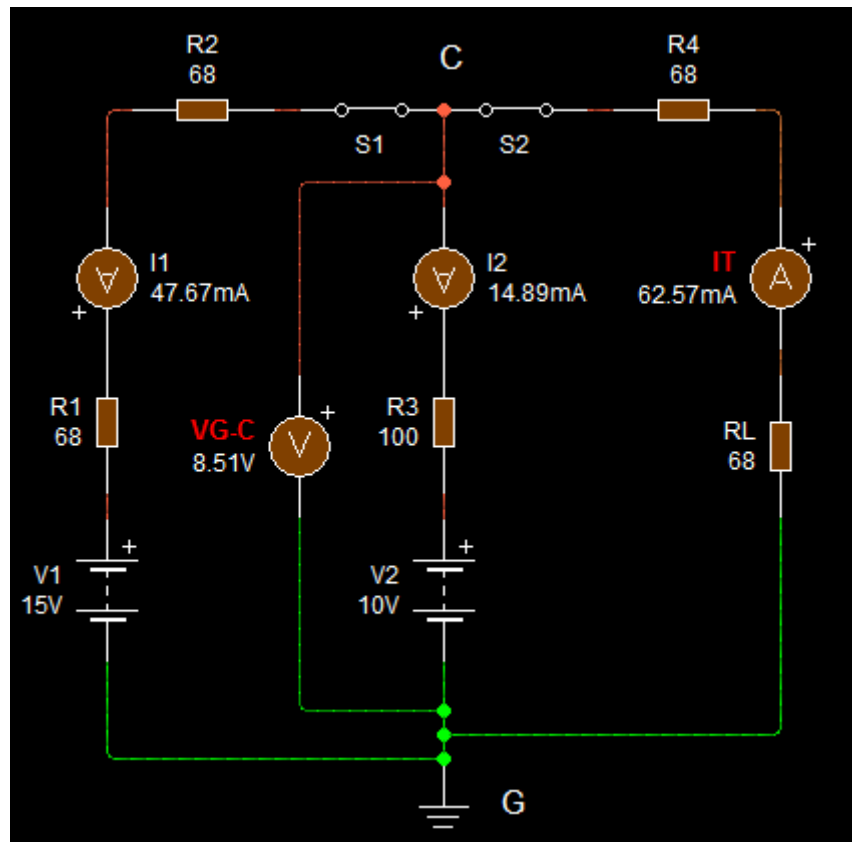 R2
68
C
R4
68
S1
S2
I1
47.67mA
+
I2
14.89mA
+
IT
62.57mA
+
R1
68
VG-C
8.51V
+
V
R3
100
RL
68
V1
15V
+
V2
10V
+
G
A
A
A